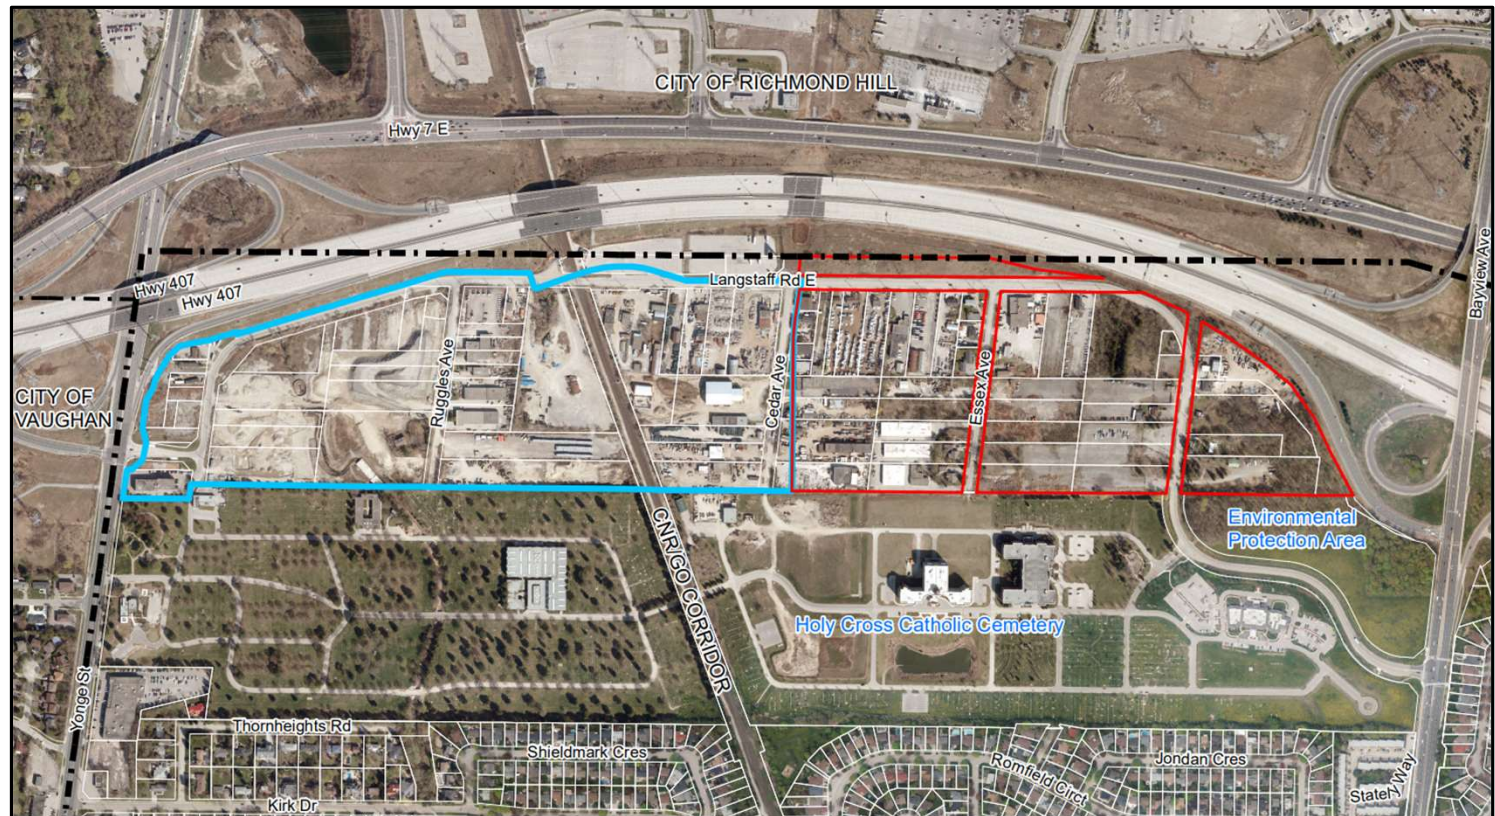 CITY OF RICHMOND HILL
Hwy 7 E
Bayview Ave
Hwy 407
Hwy 407
Langstaff Rd E
CITY OF
VAUGHAN
Ruggles Ave
Cedar Ave
Essex Ave
Environmental
Protection Area
CNR/GO CORRIDOR
Holy Cross Catholic Cemetery
Yonge St
Thornheights Rd
Shieldmark Cres
Romfield Circt
Jordan Cres
Kirk Dr
Stately Way